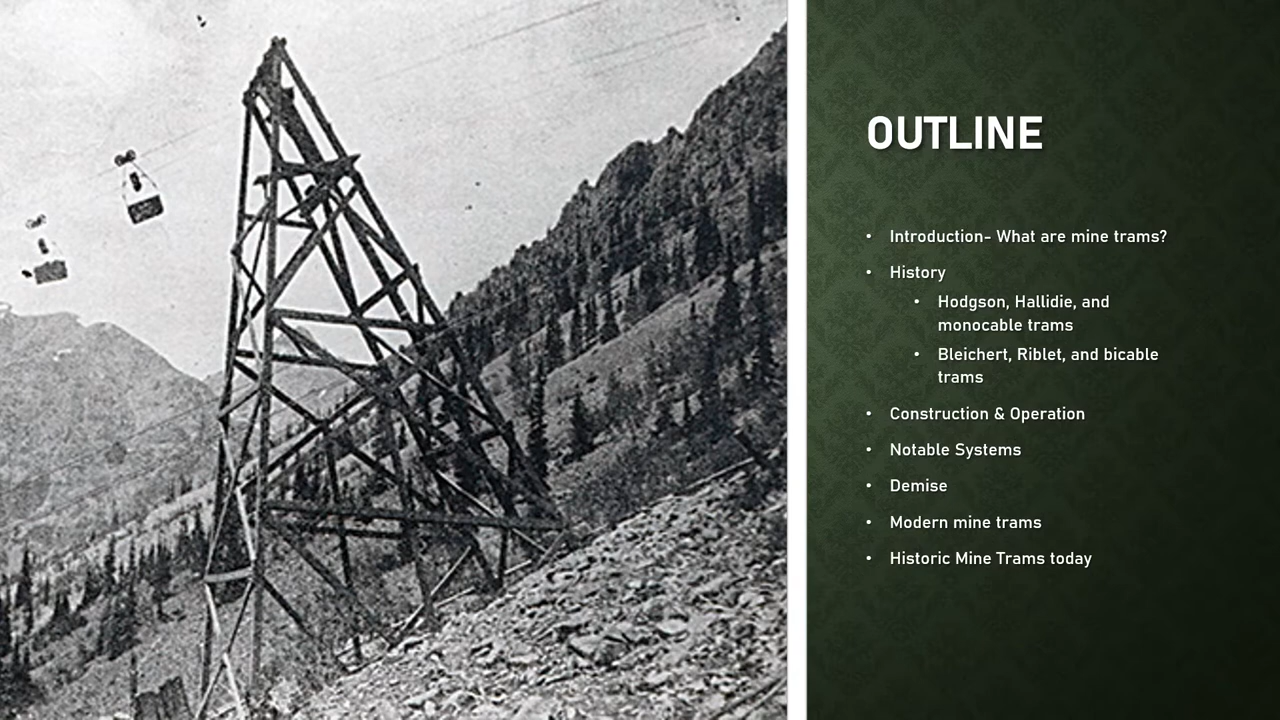 OUTLINE
• Introduction- What are mine trams?
• History
• Hodgson, Hallidie, and
monocable trams
• Bleichert, Riblet, and bicable
trams
• Construction & Operation
• Notable Systems
• Demise
• Modern mine trams
• Historic Mine Trams today